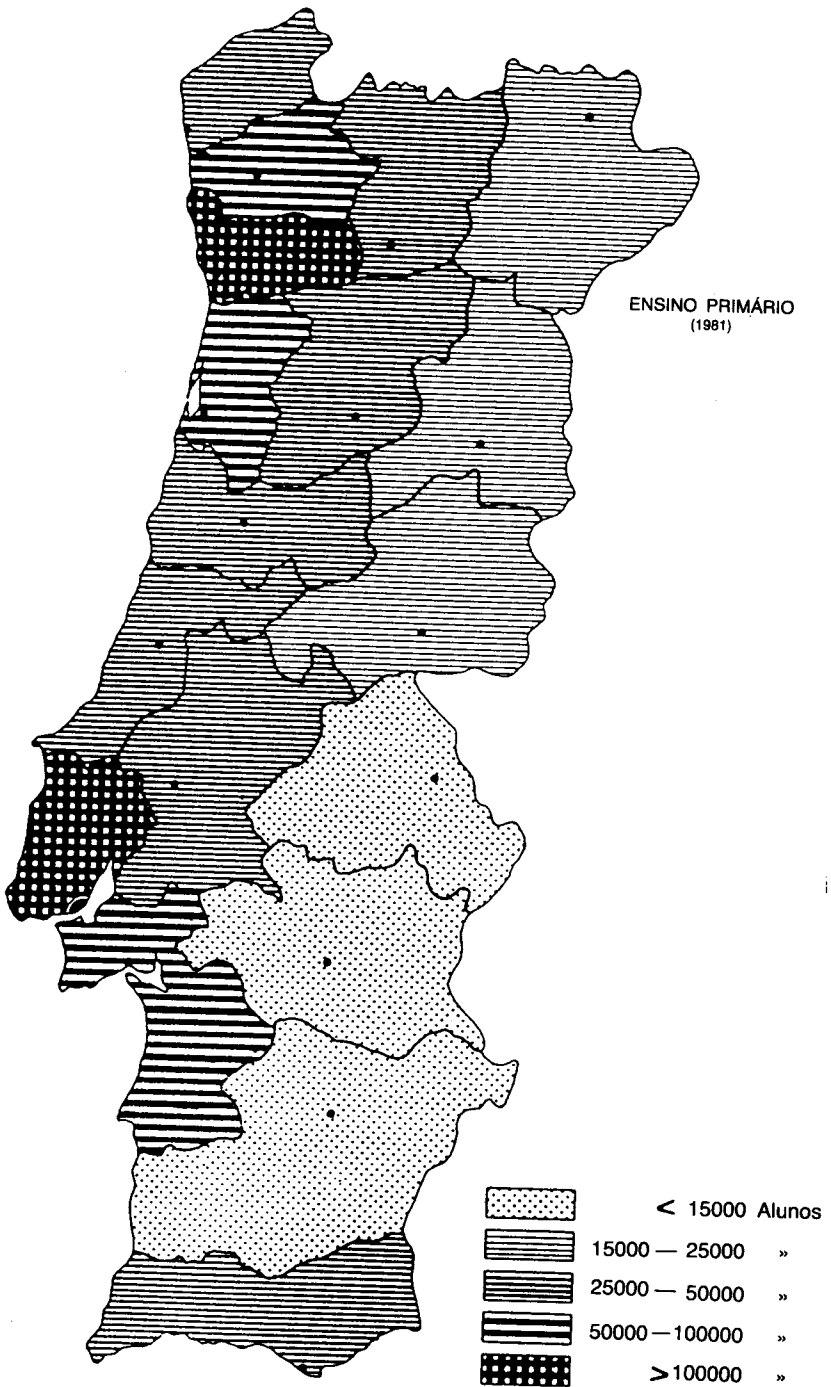 ENSINO PRIMÁRIO
(1981)
< 15000 Alunos
15000 — 25000 »
25000 — 50000 »
50000 — 100000 »
> 100000 »